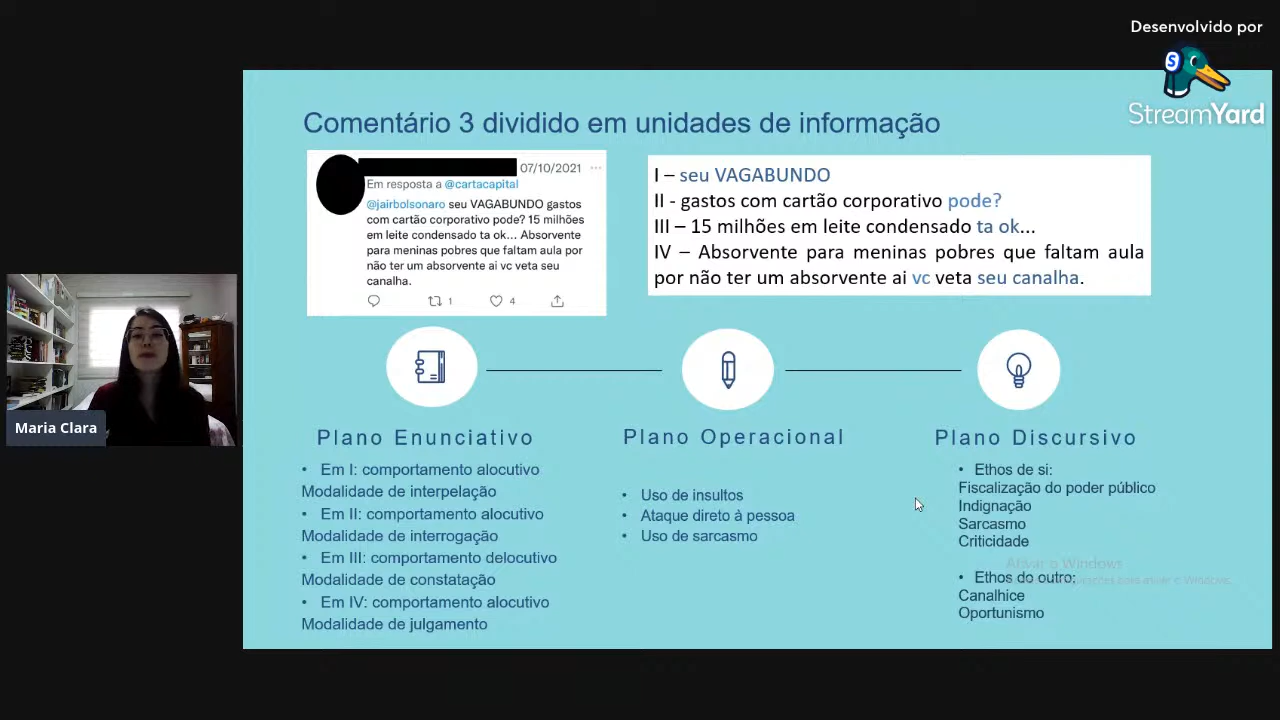 Desenvolvido por
StreamYard
Comentário 3 dividido em unidades de informação
07/10/2021
Em resposta a @cartacapital
@jairbolsonaro seu VAGABUNDO gastos
com cartão corporativo pode? 15 milhões
em leite condensado ta ok... Absorvente
para meninas pobres que faltam aula por
não ter um absorvente ai vc veta seu
canalha.
1
4
I – seu VAGABUNDO
II - gastos com cartão corporativo pode?
III – 15 milhões em leite condensado ta ok...
IV – Absorvente para meninas pobres que faltam aula
por não ter um absorvente ai vc veta seu canalha.
Maria Clara
Plano Enunciativo
• Em I: comportamento alocutivo
Modalidade de interpelação
• Em II: comportamento alocutivo
Modalidade de interrogação
• Em III: comportamento delocutivo
Modalidade de constatação
• Em IV: comportamento alocutivo
Modalidade de julgamento
Plano Operacional
• Uso de insultos
• Ataque direto à pessoa
• Uso de sarcasmo
Plano Discursivo
• Ethos de si:
Fiscalização do poder público
Indignação
Sarcasmo
Criticidade
Ativar o Windows
• Ethos do outro:
para ativar o Windows.
Canalhice
Oportunismo